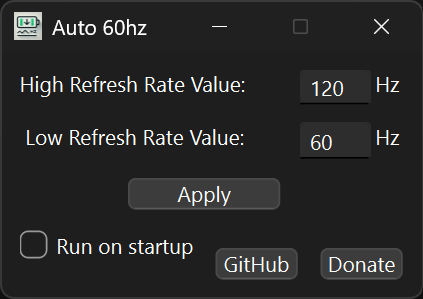 Auto 60hz
High Refresh Rate Value: 120 Hz
Low Refresh Rate Value: 60 Hz
Apply
Run on startup
GitHub Donate